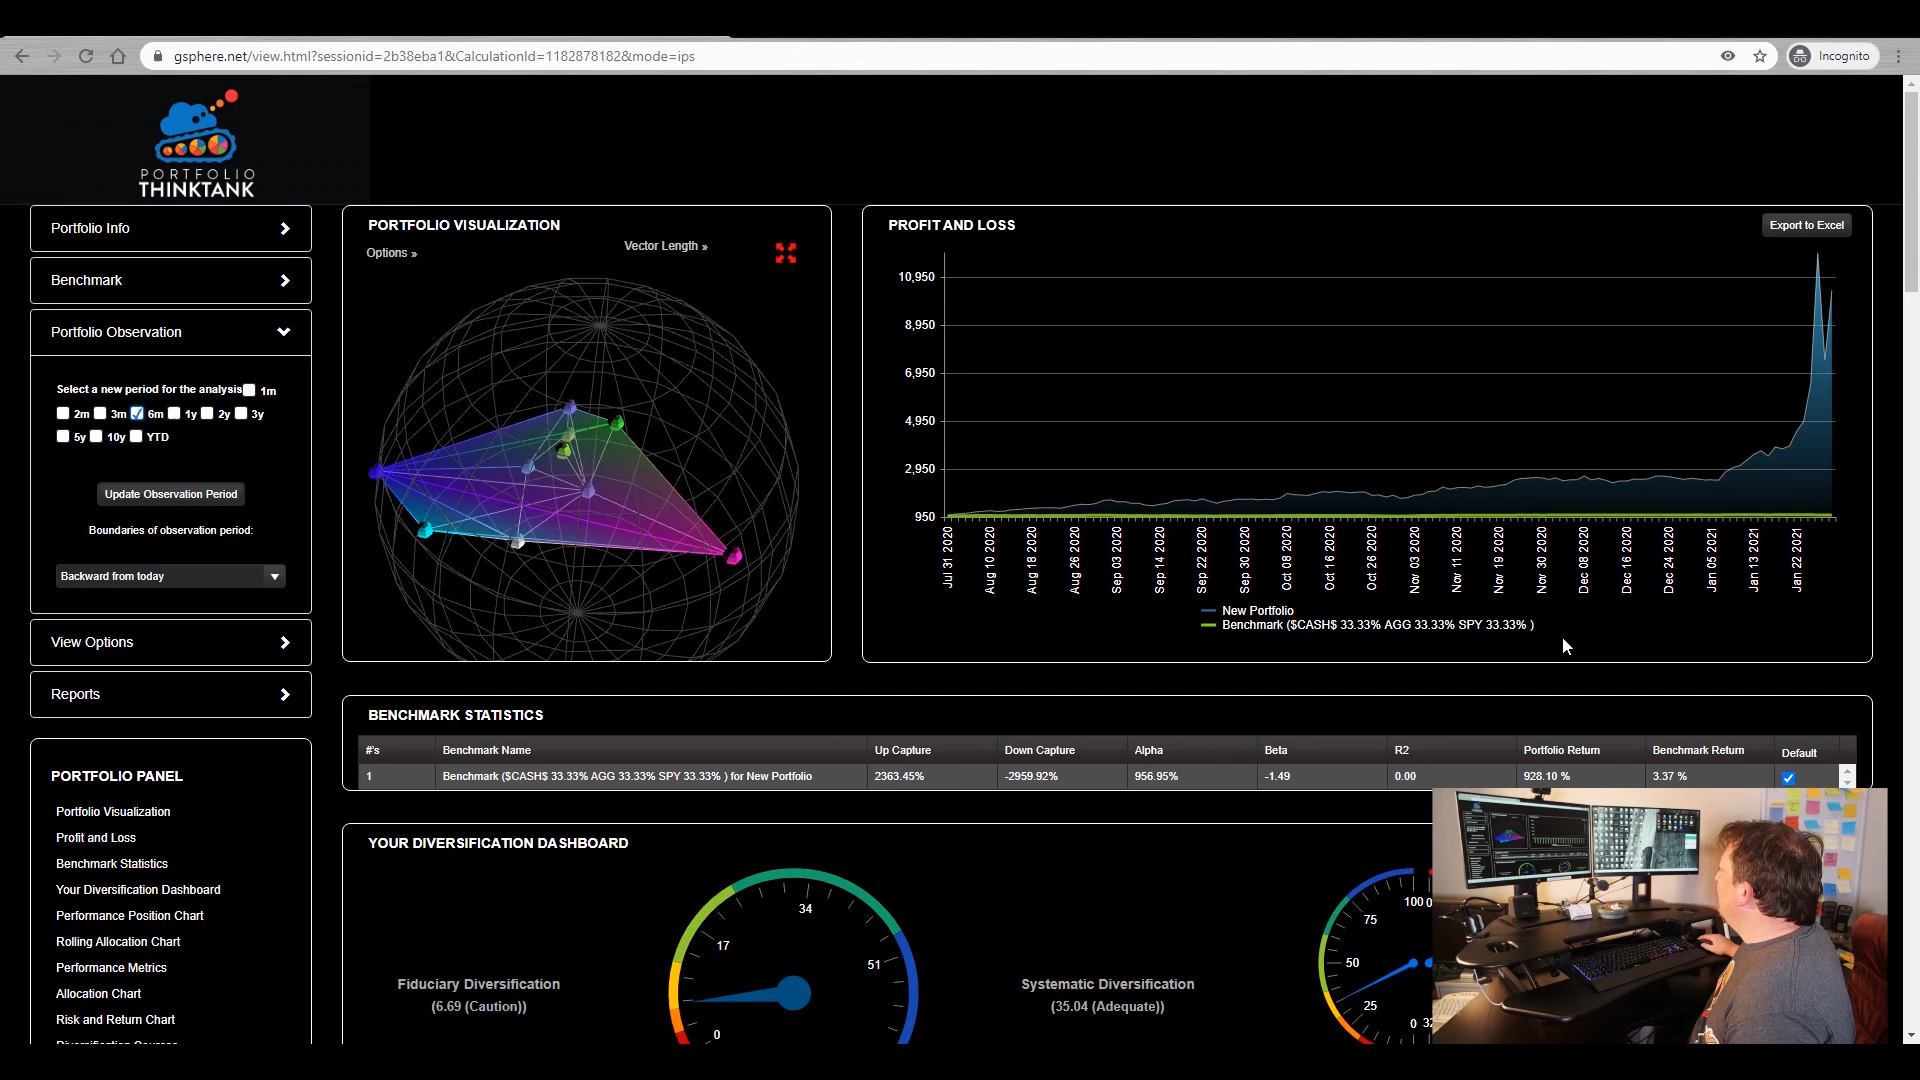 gsphere.net/view.html?sessionid=2b38eba1&CalculationId=1182878182&mode=ips
Incognito
PORTFOLIO
THINKTANK
Portfolio Info
Benchmark
Portfolio Observation
Select a new period for the analysis 1m
2m 3m 6m 1y 2y 3y
5y 10y YTD
Update Observation Period
Boundaries of observation period:
Backward from today
View Options
Reports
PORTFOLIO PANEL
Portfolio Visualization
Profit and Loss
Benchmark Statistics
Your Diversification Dashboard
Performance Position Chart
Rolling Allocation Chart
Performance Metrics
Allocation Chart
Risk and Return Chart
PORTFOLIO VISUALIZATION
Options »
Vector Length »
PROFIT AND LOSS
Export to Excel
10,950
8,950
6,950
4,950
2,950
950
Jul 31 2020
Aug 10 2020
Aug 18 2020
Aug 26 2020
Sep 03 2020
Sep 14 2020
Sep 22 2020
Sep 30 2020
Oct 08 2020
Oct 16 2020
Oct 26 2020
Nov 03 2020
Nov 11 2020
Nov 19 2020
Nov 30 2020
Dec 08 2020
Dec 16 2020
Dec 24 2020
Jan 05 2021
Jan 13 2021
Jan 22 2021
New Portfolio
Benchmark ($CASH$ 33.33% AGG 33.33% SPY 33.33% )
BENCHMARK STATISTICS
#'s Benchmark Name Up Capture Down Capture Alpha Beta R2 Portfolio Return Benchmark Return Default
1 Benchmark ($CASH$ 33.33% AGG 33.33% SPY 33.33% ) for New Portfolio 2363.45% -2959.92% 956.95% -1.49 0.00 928.10 % 3.37 %
YOUR DIVERSIFICATION DASHBOARD
Fiduciary Diversification
(6.69 (Caution))
0
17
34
51
Systematic Diversification
(35.04 (Adequate))
0
25
50
75
100
0
32